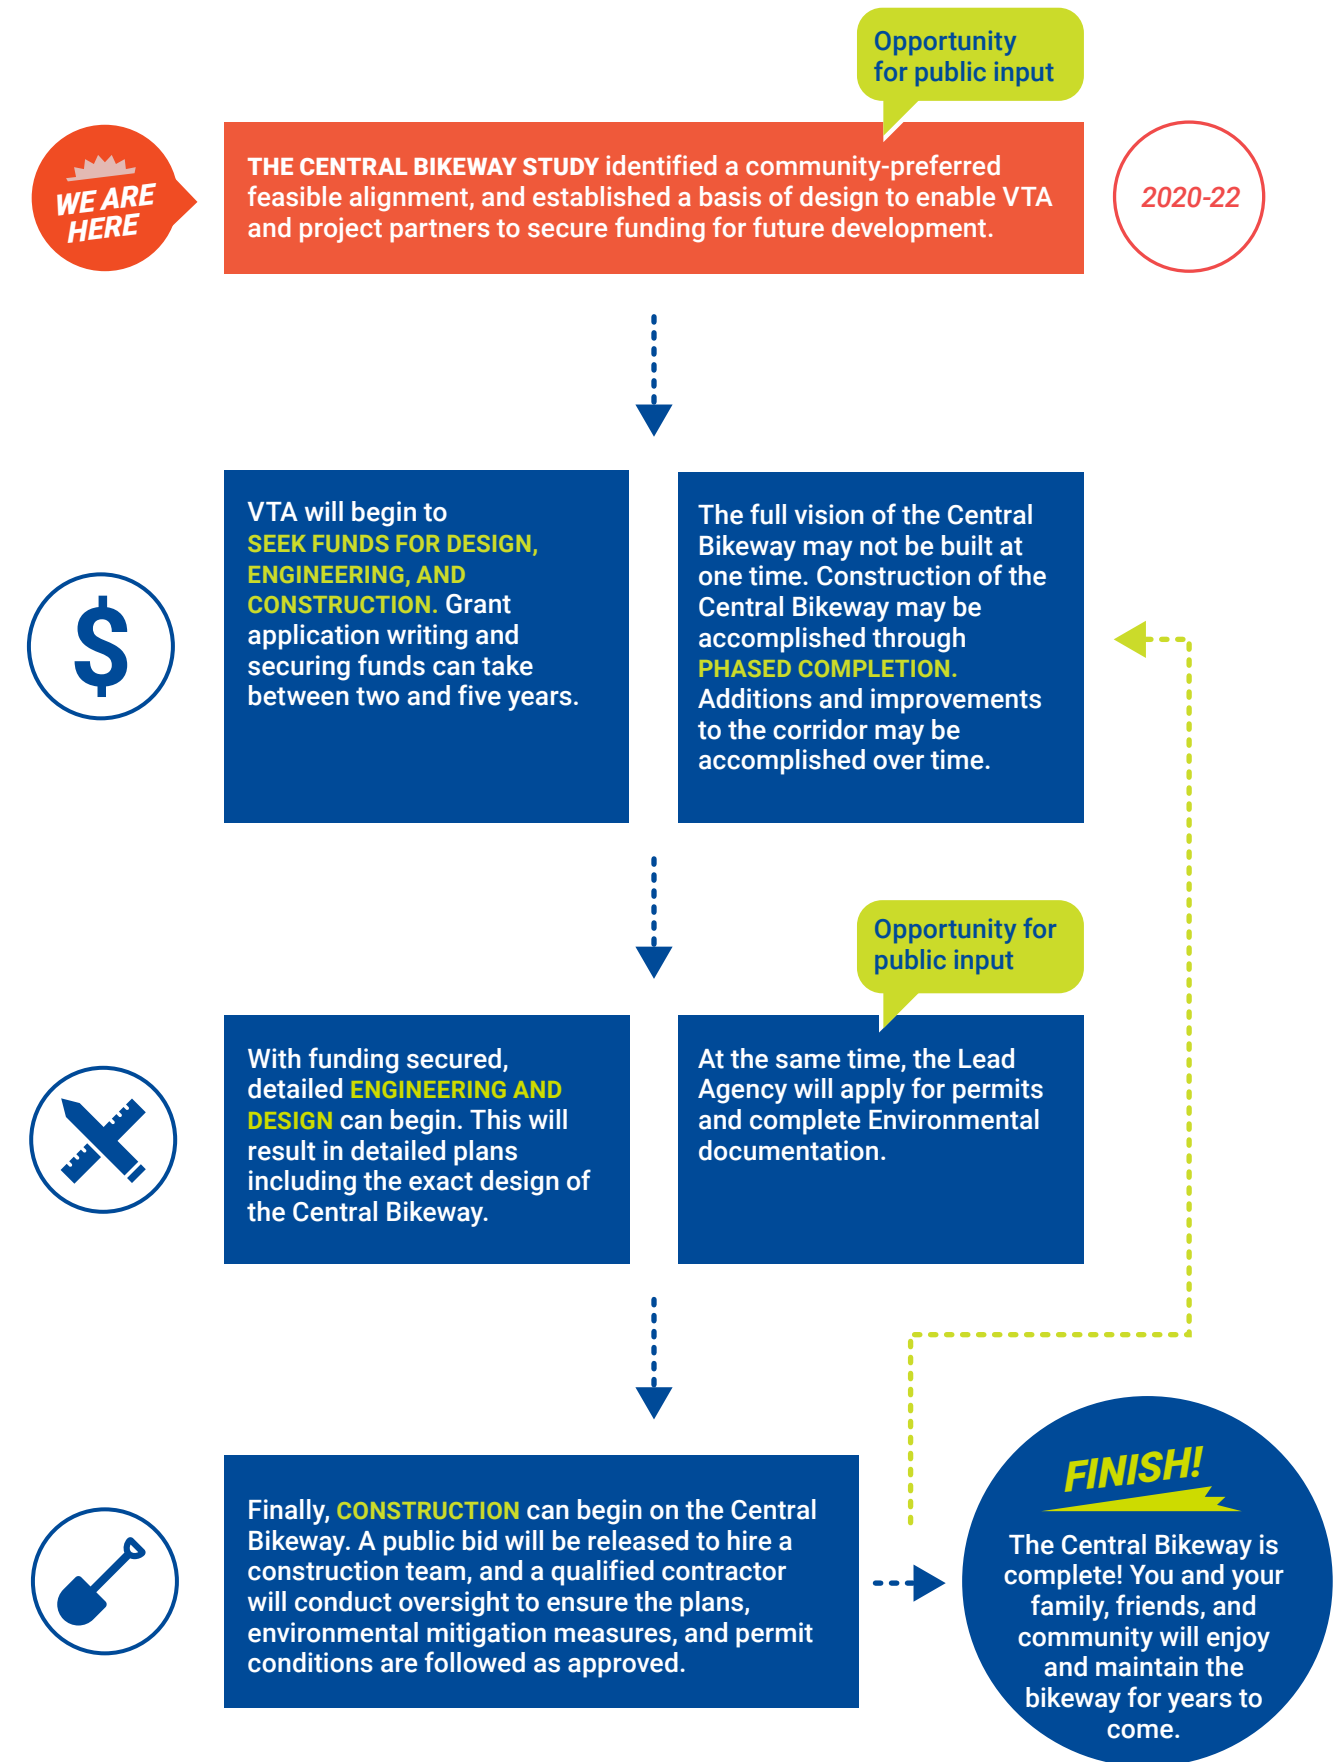 Opportunity
for public input
WE ARE
HERE
THE CENTRAL BIKEWAY STUDY identified a community-preferred
feasible alignment, and established a basis of design to enable VTA
and project partners to secure funding for future development.
2020-22
$
VTA will begin to
SEEK FUNDS FOR DESIGN,
ENGINEERING, AND
CONSTRUCTION. Grant
application writing and
securing funds can take
between two and five years.
The full vision of the Central
Bikeway may not be built at
one time. Construction of the
Central Bikeway may be
accomplished through
PHASED COMPLETION.
Additions and improvements
to the corridor may be
accomplished over time.
Opportunity for
public input
With funding secured,
detailed ENGINEERING AND
DESIGN can begin. This will
result in detailed plans
including the exact design of
the Central Bikeway.
At the same time, the Lead
Agency will apply for permits
and complete Environmental
documentation.
Finally, CONSTRUCTION can begin on the Central
Bikeway. A public bid will be released to hire a
construction team, and a qualified contractor
will conduct oversight to ensure the plans,
environmental mitigation measures, and permit
conditions are followed as approved.
FINISH!
The Central Bikeway is
complete! You and your
family, friends, and
community will enjoy
and maintain the
bikeway for years to
come.